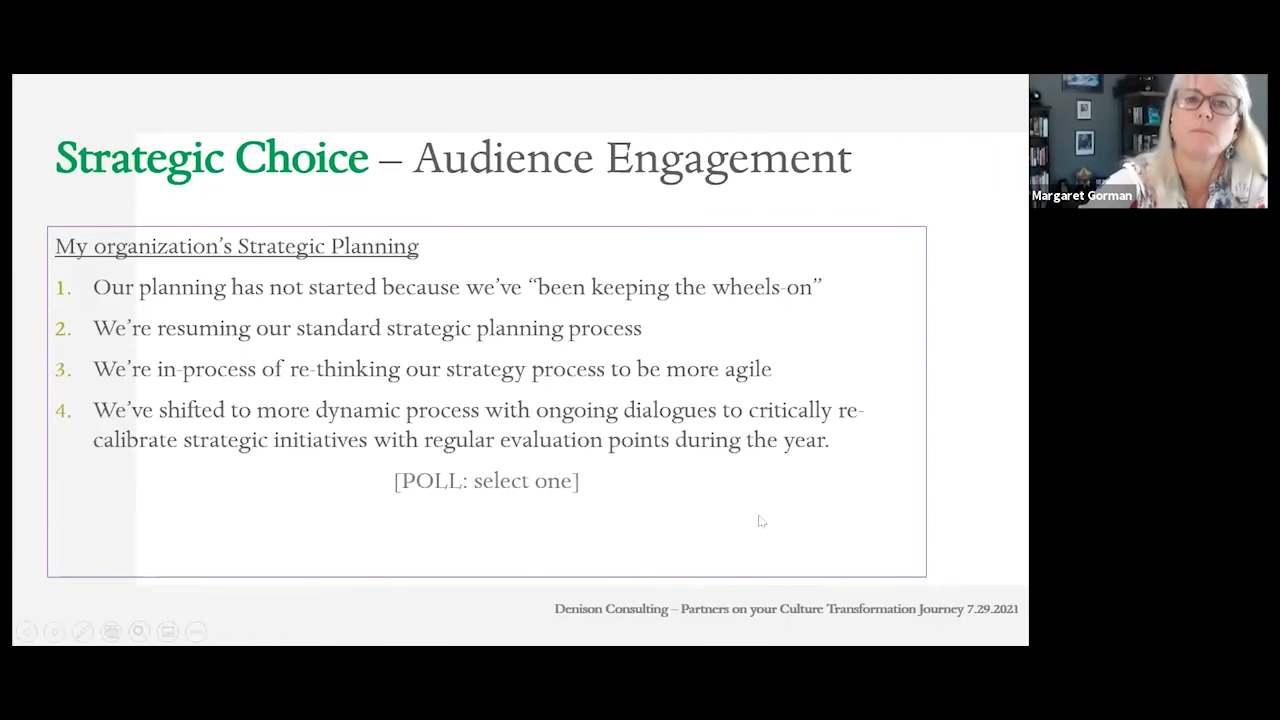 Strategic Choice – Audience Engagement
My organization's Strategic Planning
1. Our planning has not started because we've “been keeping the wheels-on”
2. We're resuming our standard strategic planning process
3. We're in-process of re-thinking our strategy process to be more agile
4. We've shifted to more dynamic process with ongoing dialogues to critically re-
calibrate strategic initiatives with regular evaluation points during the year.
[POLL: select one]
Denison Consulting – Partners on your Culture Transformation Journey 7.29.2021
Margaret Gorman